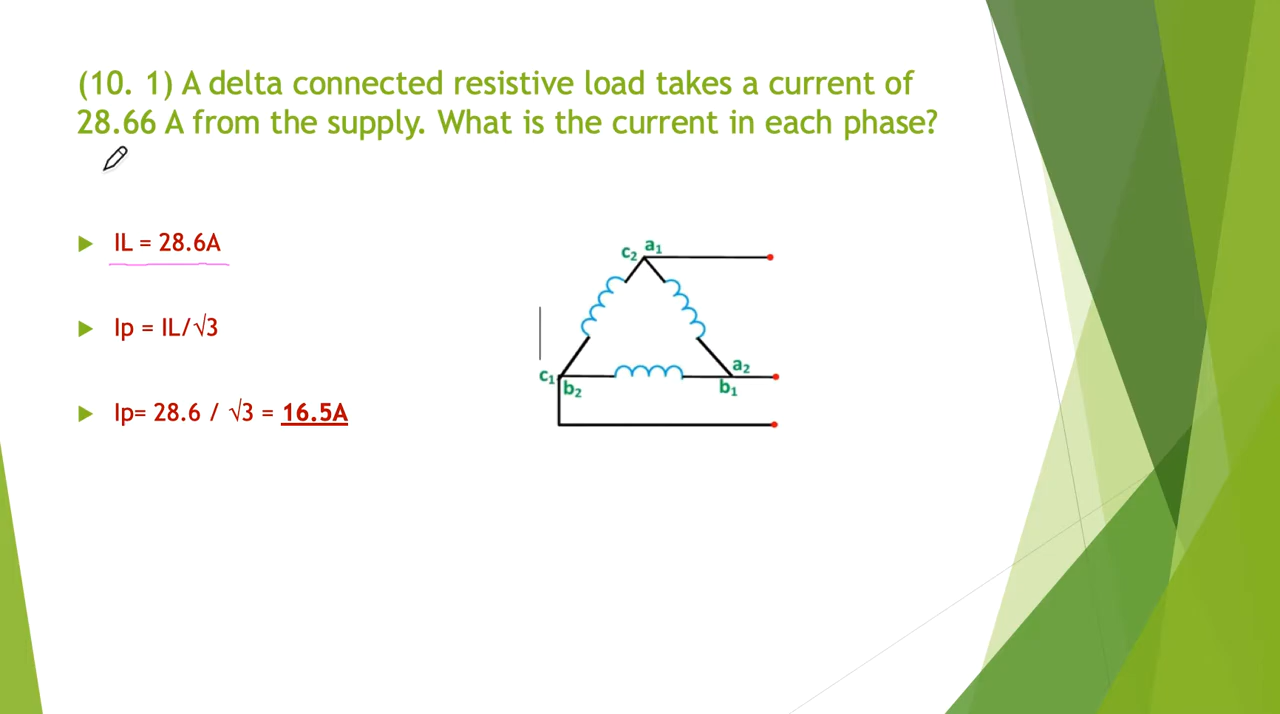 (10. 1) A delta connected resistive load takes a current of
28.66 A from the supply. What is the current in each phase?
IL = 28.6A
Ip = IL/√3
Ip= 28.6 / √3 = 16.5A
c₂ a₁
c₁ b₂
a₂
b₁